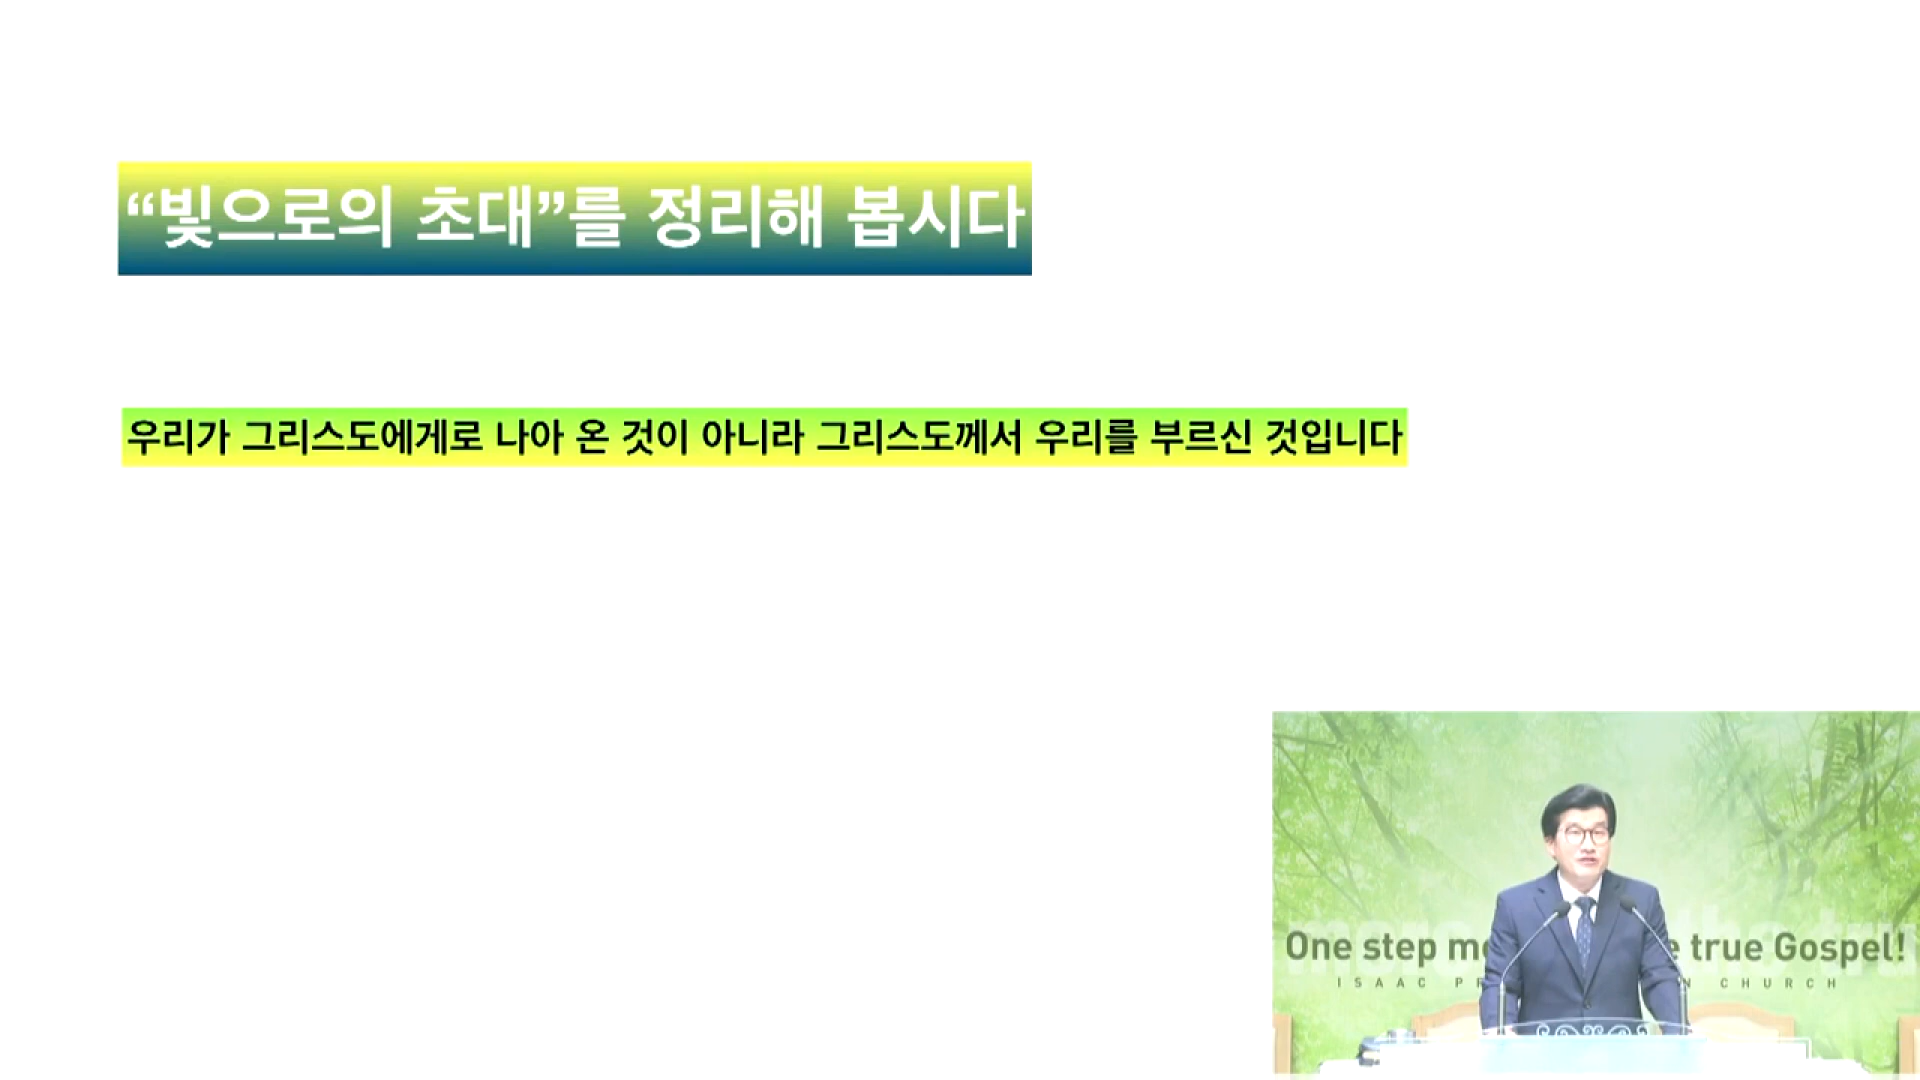 “빛으로의 초대”를 정리해 봅시다
우리가 그리스도에게로 나아 온 것이 아니라 그리스도께서 우리를 부르신 것입니다
One step true Gospel!
ISAAC CHURCH